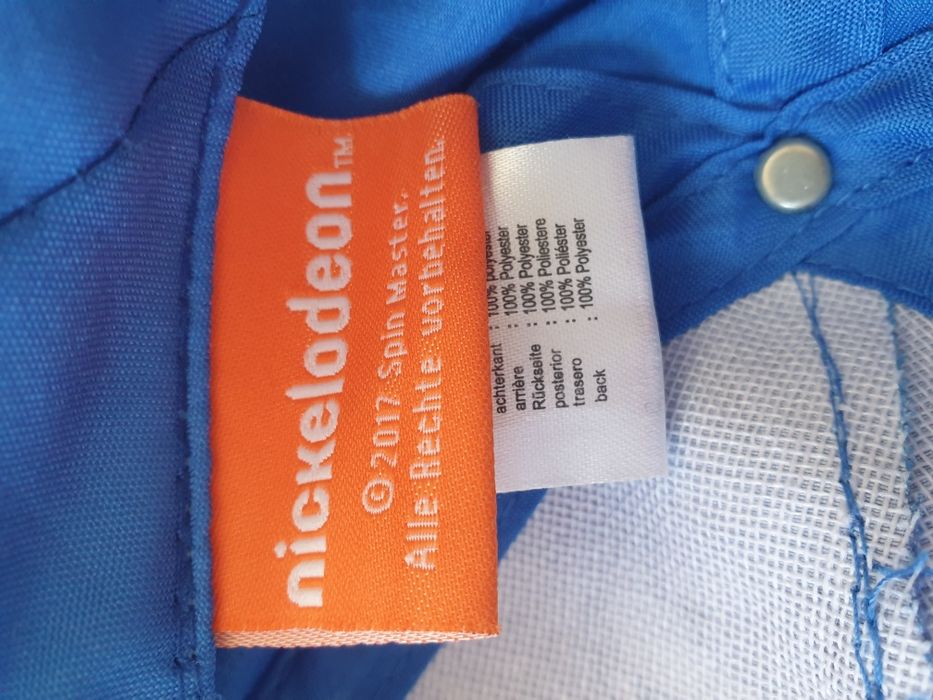 nickelodeon™
© 2017 Spin Master.
Alle Rechte vorbehalten.
achterkant : 100% polyester
arrière : 100% Polyester
Rückseite : 100% Polyester
posterior : 100% Poliestere
trasero : 100% Poliéster
back : 100% Polyester